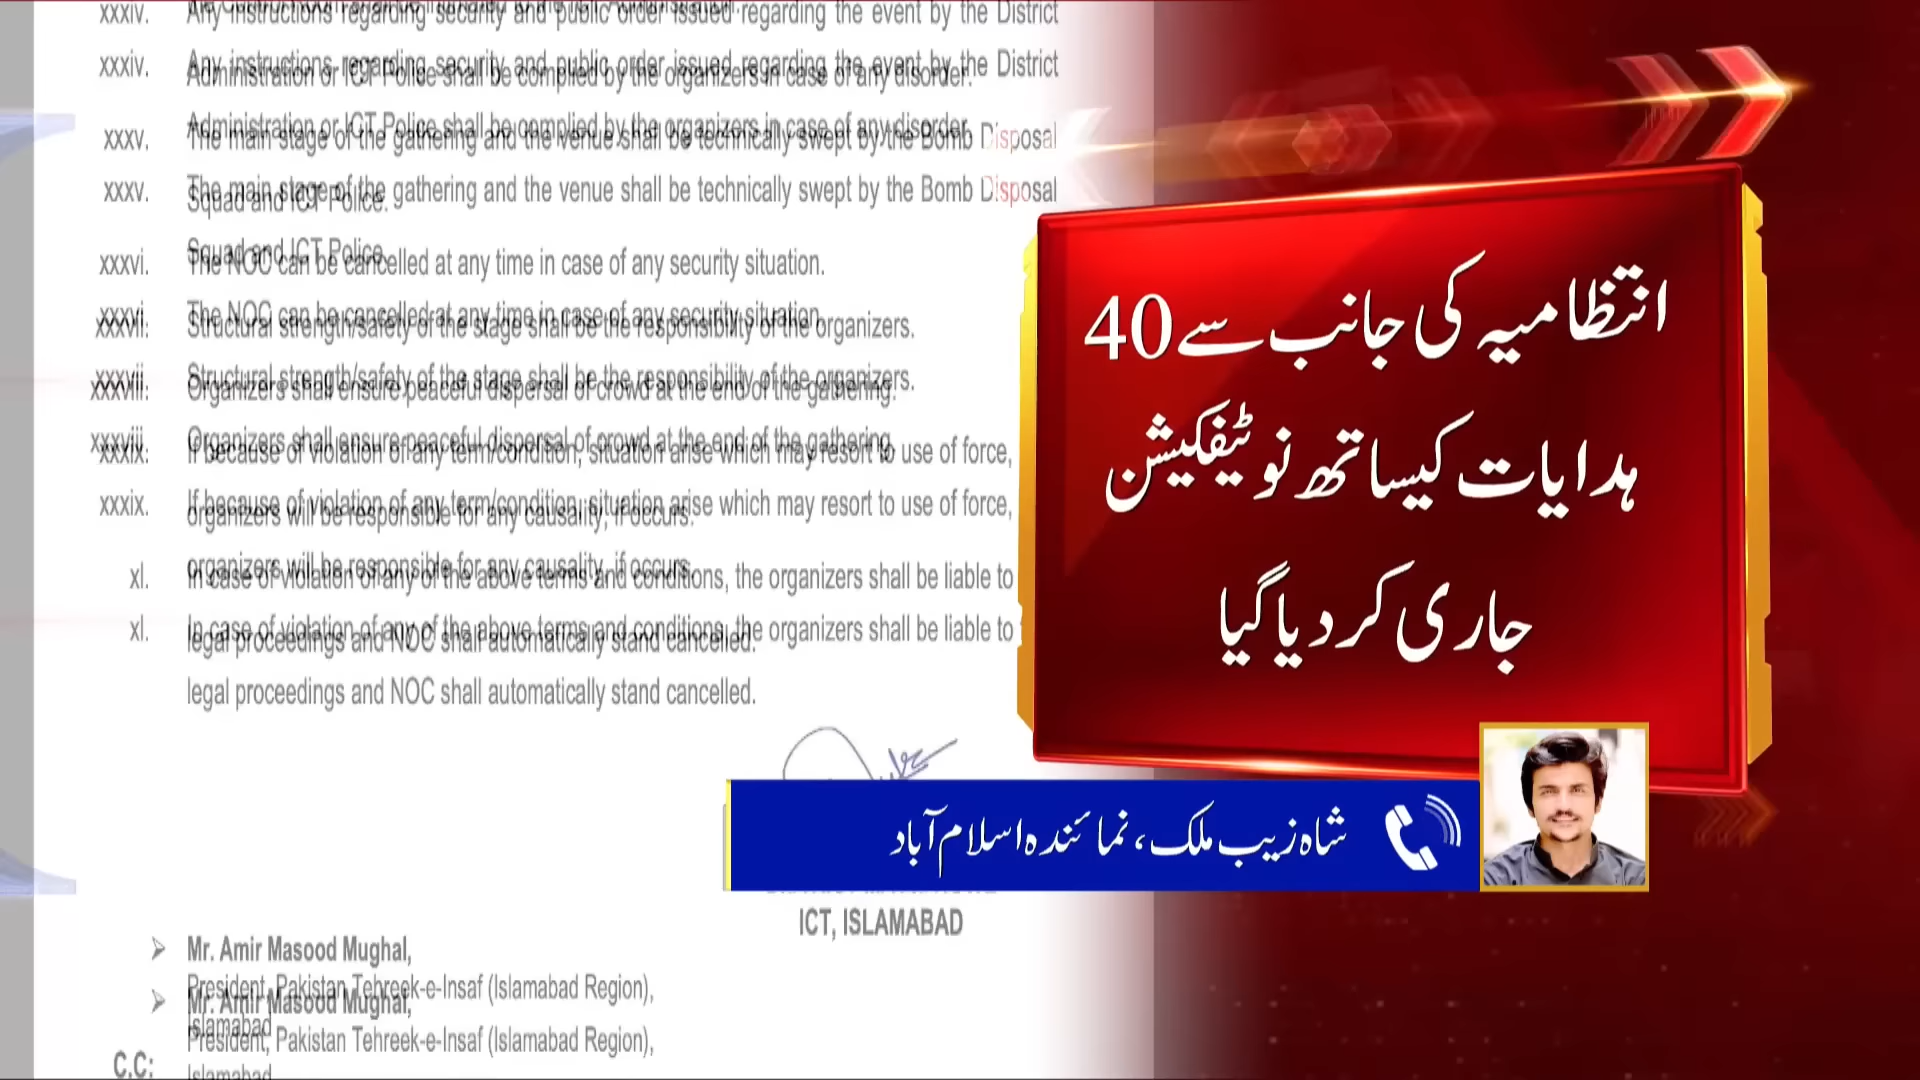 xxxiv. Any instructions regarding security and public order issued regarding the event by the District
Administration or ICT Police shall be complied by the organizers in case of any disorder.
xxxv. The main stage of the gathering and the venue shall be technically swept by the Bomb Disposal
Squad and ICT Police.
xxxvi. The NOC can be cancelled at any time in case of any security situation.
xxxvii. Structural strength/safety of the stage shall be the responsibility of the organizers.
xxxviii. Organizers shall ensure peaceful dispersal of crowd at the end of the gathering.
xxxix. If because of violation of any term/condition, situation arise which may resort to use of force,
organizers will be responsible for any causality, if occurs.
xl. In case of violation of any of the above terms and conditions, the organizers shall be liable to
legal proceedings and NOC shall automatically stand cancelled.
ICT, ISLAMABAD
Mr. Amir Masood Mughal,
President, Pakistan Tehreek-e-Insaf (Islamabad Region),
Islamabad
C.C:
انتظامیہ کی جانب سے 40
ہدایات کیساتھ نوٹیفکیشن
جاری کر دیا گیا
شاہ زیب ملک، نمائندہ اسلام آباد